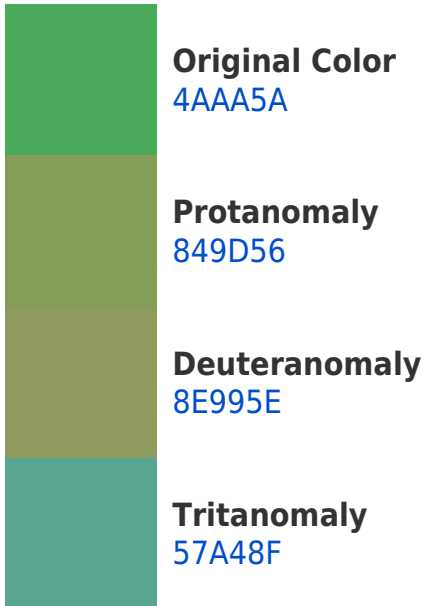 Original Color
4AAA5A
Protanomaly
849D56
Deuteranomaly
8E995E
Tritanomaly
57A48F